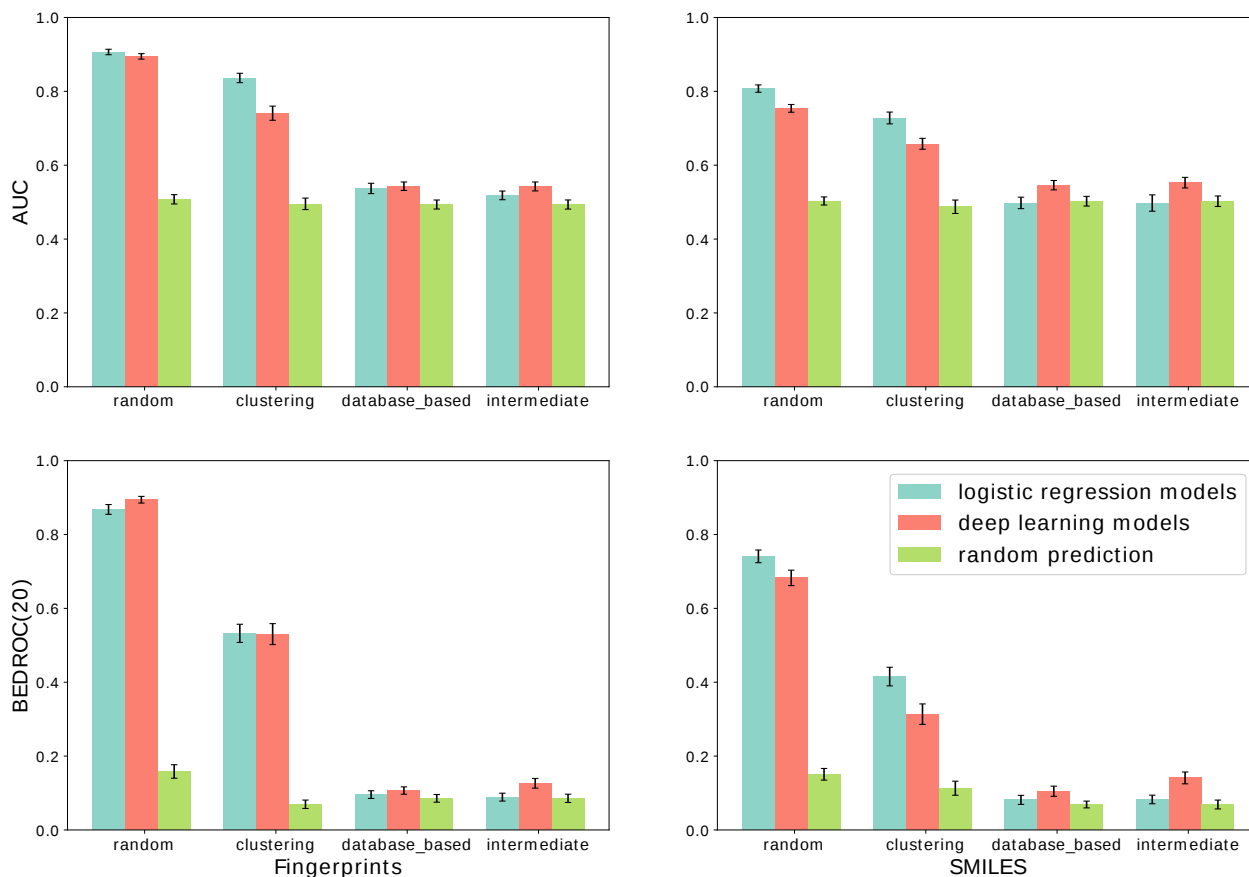 1.0
0.8
0.6
0.4
0.2
0.0
AUC
random clustering database_based intermediate
1.0
0.8
0.6
0.4
0.2
0.0
random clustering database_based intermediate
1.0
0.8
0.6
0.4
0.2
0.0
BEDROC(20)
random clustering database_based intermediate
Fingerprints
1.0
0.8
0.6
0.4
0.2
0.0
logistic regression models
deep learning models
random prediction
random clustering database_based intermediate
SMILES